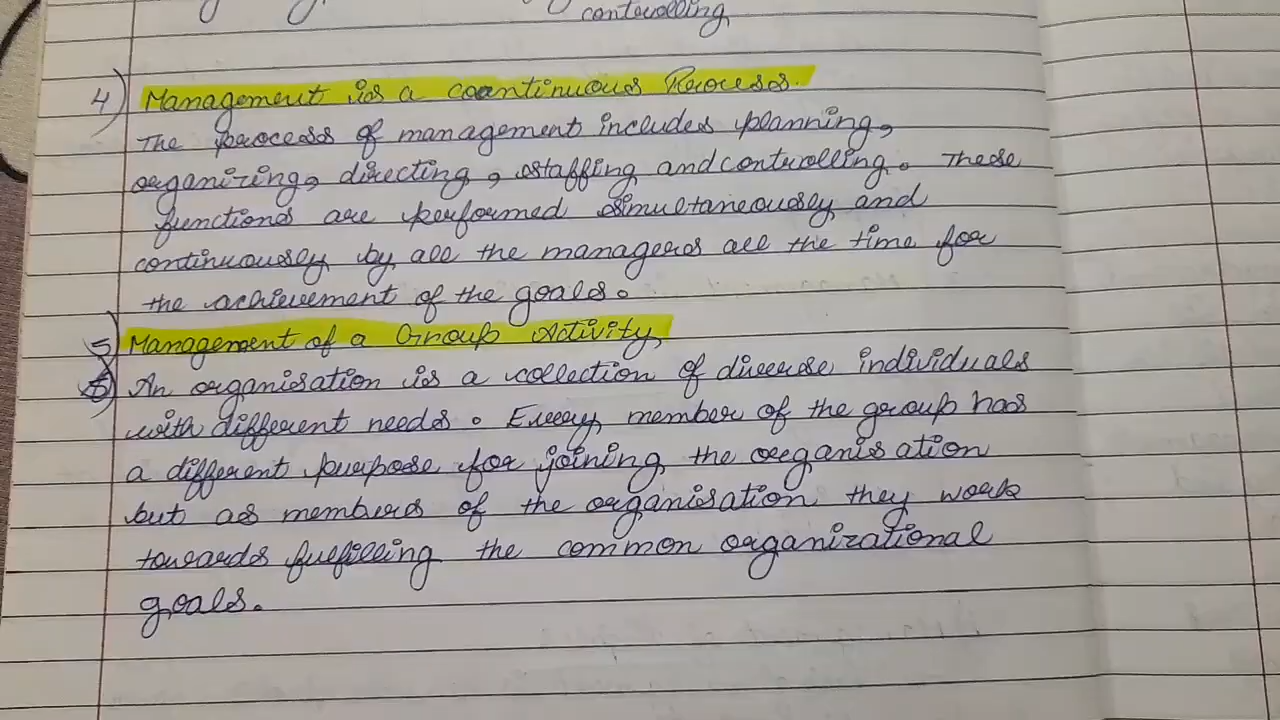 controlling
4) Management is a continuous Process.
The process of management includes planning,
organizing, directing, staffing and controlling. These
functions are performed simultaneously and
continuously by all the managers all the time for
the achievement of the goals.
5) Management of a Group Activity
An organisation is a collection of diverse individuals
with different needs. Every member of the group has
a different purpose for joining the organisation
but as members of the organisation they work
towards fulfilling the common organizational
goals.